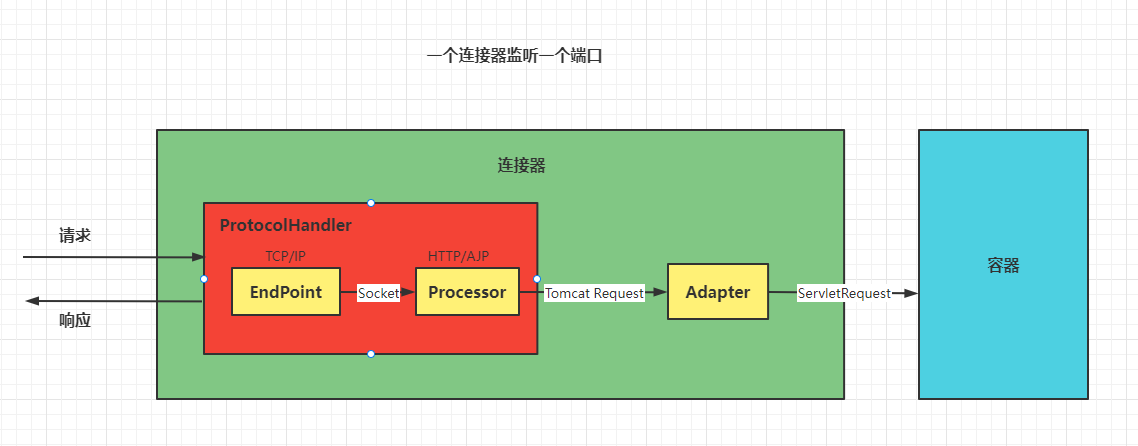 一个连接器监听一个端口
连接器
ProtocolHandler
请求
TCP/IP
HTTP/AJP
EndPoint
Socket
Processor
Tomcat Request
Adapter
ServletRequest
容器
响应